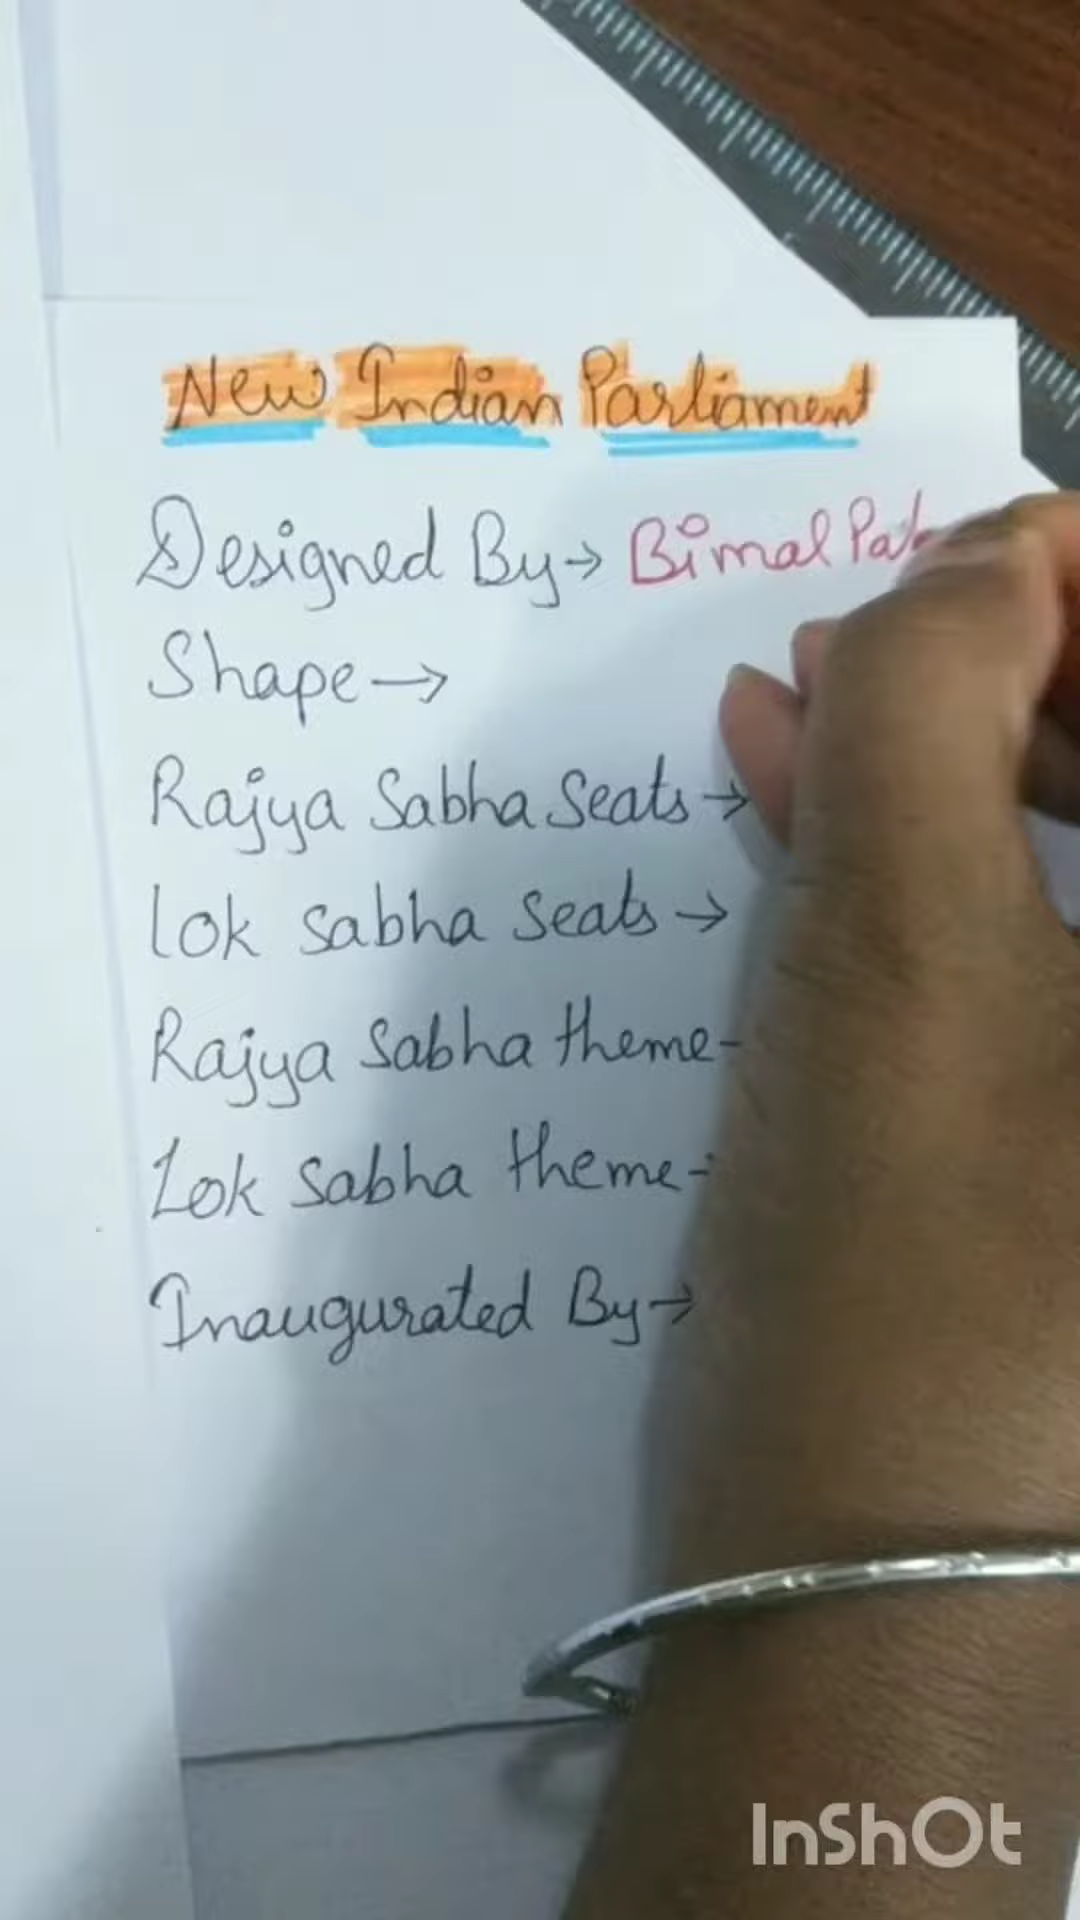 New Indian Parliament
Designed By→ Bimal
Shape→
Rajya Sabha Seats→
Lok Sabha Seats→
Rajya Sabha theme-
Lok Sabha theme-
Inaugurated By→
InShOt